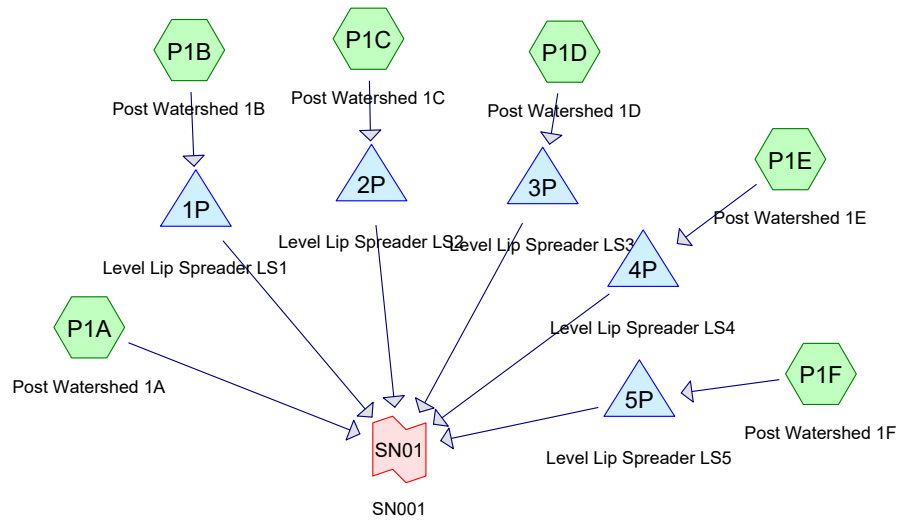 P1B
P1C
P1D
Post Watershed 1B
Post Watershed 1C
Post Watershed 1D
P1E
1P
2P
3P
Post Watershed 1E
Level Lip Spreader LS1
Level Lip Spreader LS2
Level Lip Spreader LS3
4P
P1A
Level Lip Spreader LS4
Post Watershed 1A
5P
P1F
SN01
Level Lip Spreader LS5
Post Watershed 1F
SN001